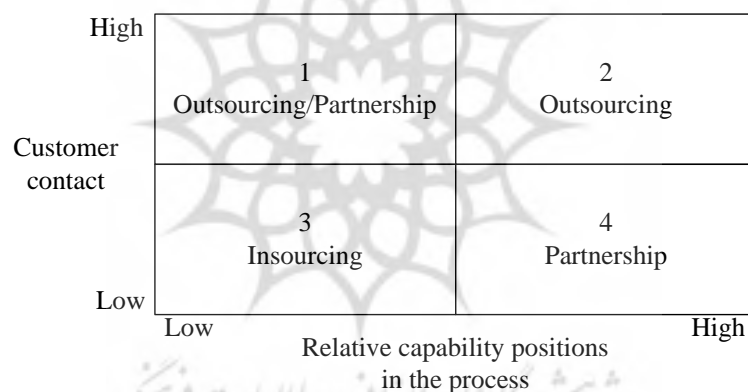 High
1
Outsourcing/Partnership
2
Outsourcing
Customer
contact
3
Insourcing
4
Partnership
Low
Low
High
Relative capability positions
in the process